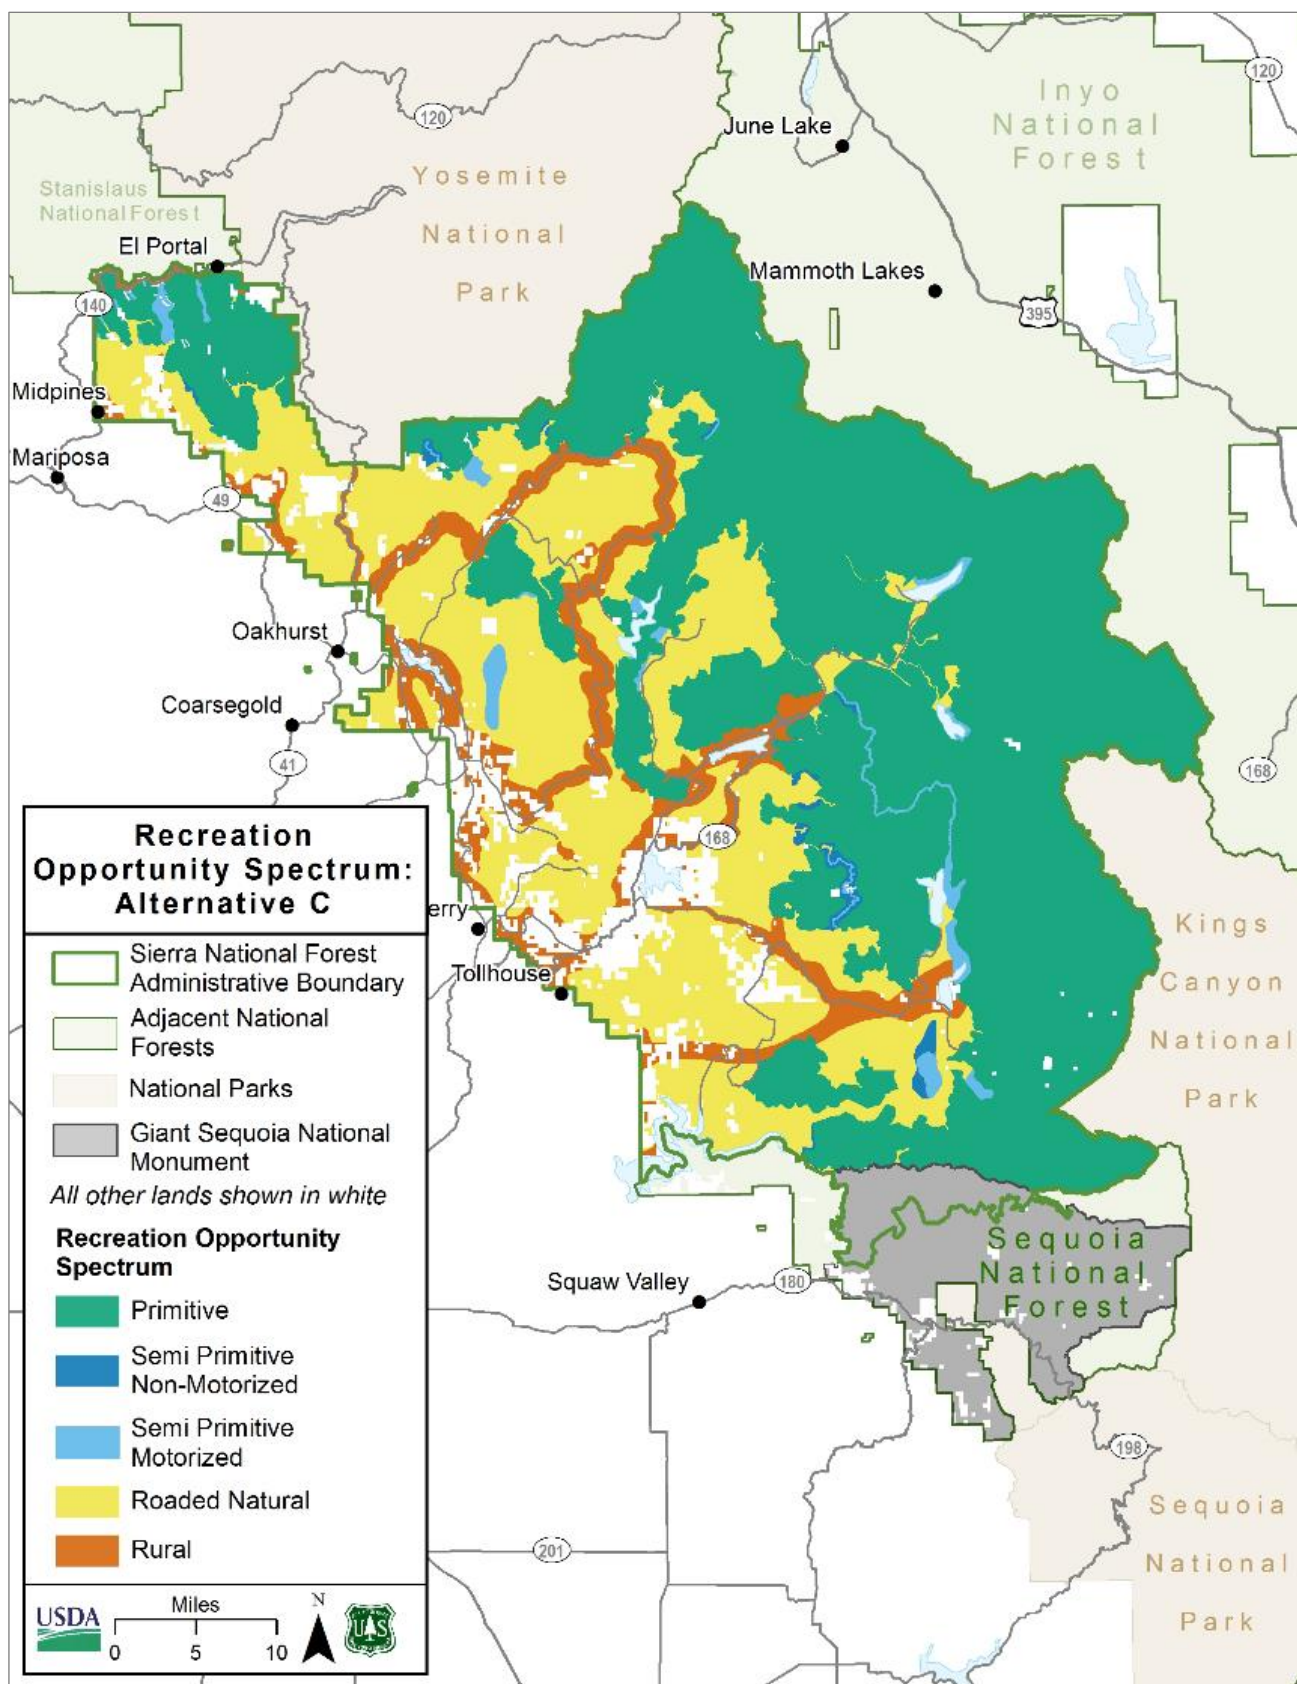 120
120
Inyo
National
Forest
June Lake
Yosemite
National
Park
Stanislaus
National Forest
El Portal
Mammoth Lakes
140
395
Midpines
Mariposa
49
Oakhurst
Coarsegold
41
168
168
erry
Tollhouse
Kings
Canyon
National
Park
Sequoia
National
Forest
Squaw Valley
180
198
201
Sequoia
National
Park
Recreation
Opportunity Spectrum:
Alternative C
Sierra National Forest
Administrative Boundary
Adjacent National
Forests
National Parks
Giant Sequoia National
Monument
All other lands shown in white
Recreation Opportunity
Spectrum
Primitive
Semi Primitive
Non-Motorized
Semi Primitive
Motorized
Roaded Natural
Rural
USDA
Miles
0 5 10
N
U S